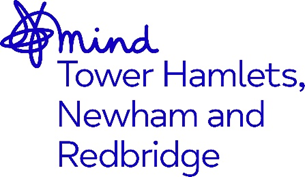 mind
Tower Hamlets,
Newham and
Redbridge